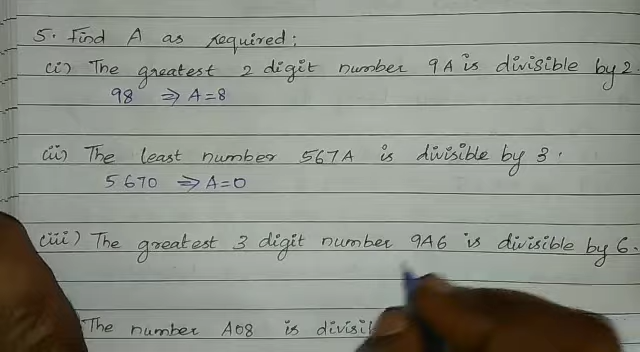 5. Find A as required:
(i) The greatest 2 digit number 9A is divisible by 2.
98 ⇒ A=8
(ii) The least number 567A is divisible by 3.
5670 ⇒ A=0
(iii) The greatest 3 digit number 9A6 is divisible by 6.
The number A08 is